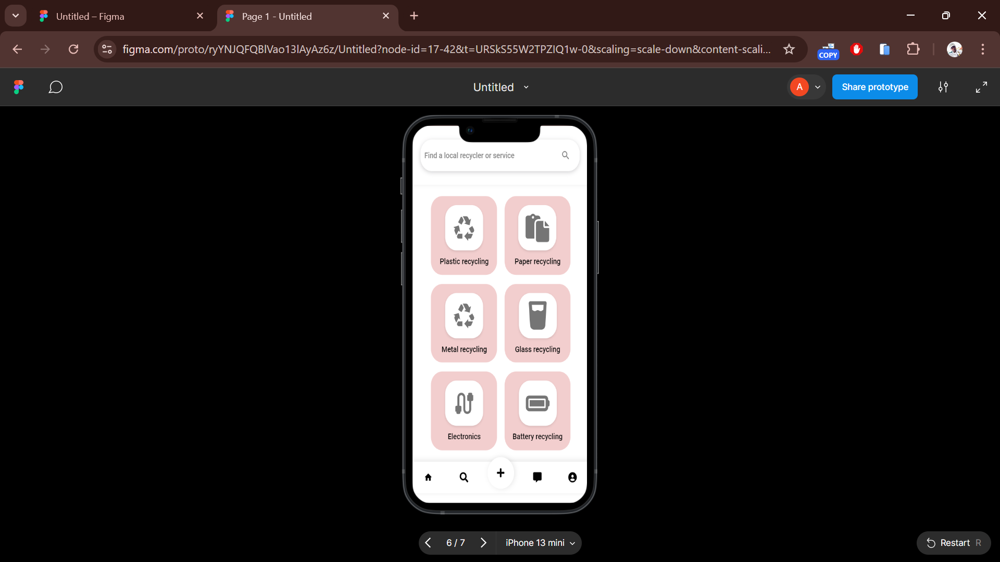 Untitled – Figma
Page 1 - Untitled
figma.com/proto/ryYNJQFQBlVao13lAyAz6z/Untitled?node-id=17-42&t=URSkS55W2TPZIQ1w-0&scaling=scale-down&content-scali...
COPY
Untitled
A
Share prototype
Find a local recycler or service
Plastic recycling
Paper recycling
Metal recycling
Glass recycling
Electronics
Battery recycling
6 / 7
iPhone 13 mini
Restart R